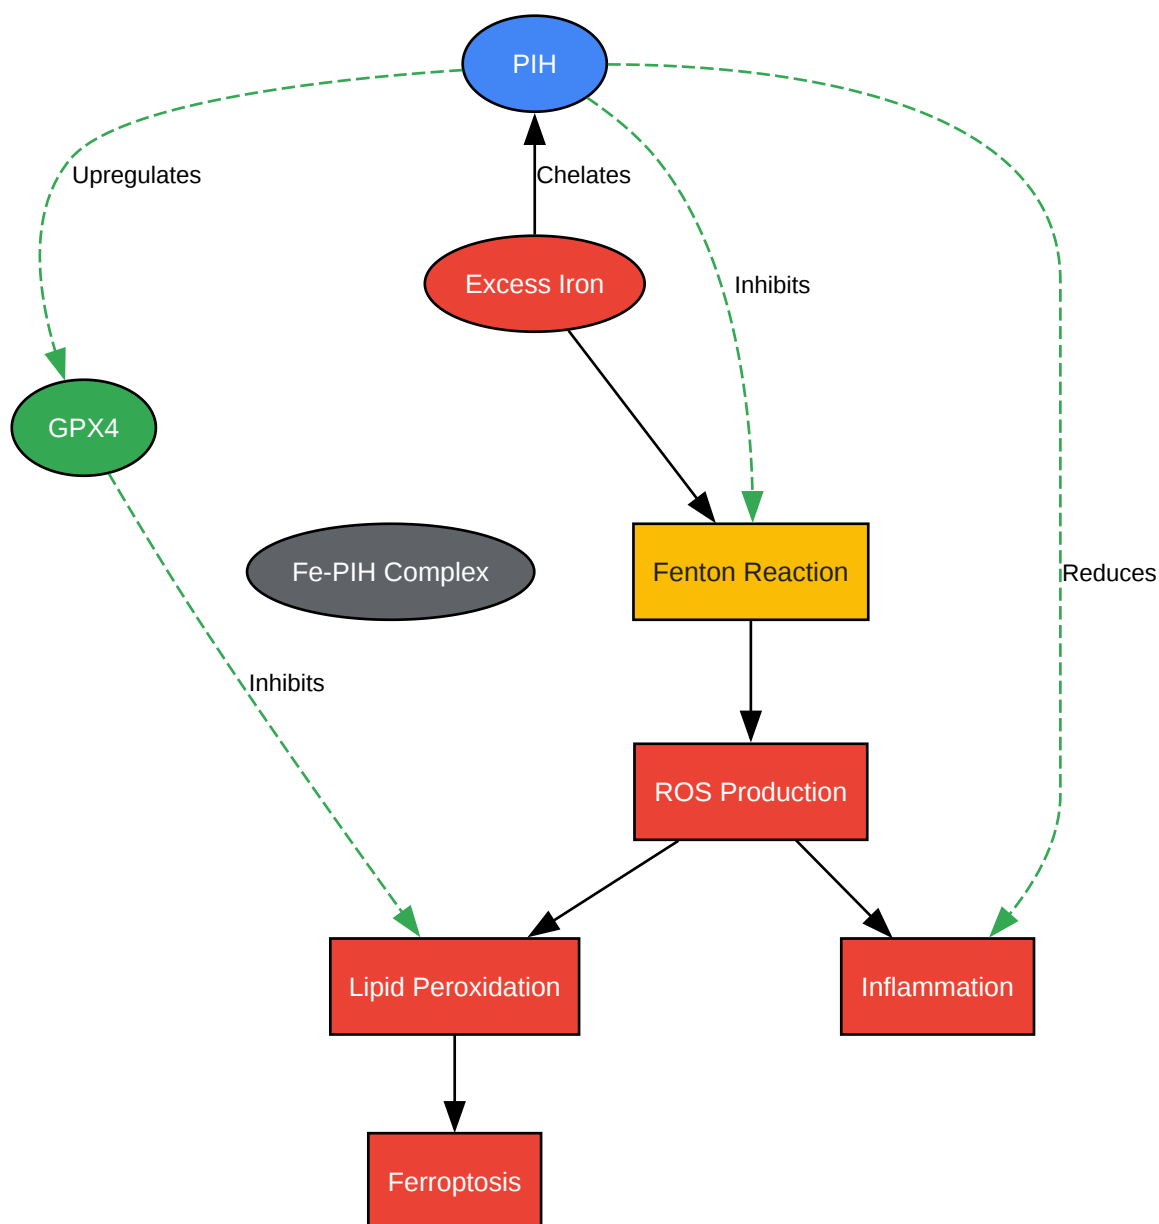 PIH
Upregulates
Chelates
Excess Iron
Inhibits
GPX4
Fe-PIH Complex
Fenton Reaction
Reduces
Inhibits
ROS Production
Lipid Peroxidation
Inflammation
Ferroptosis